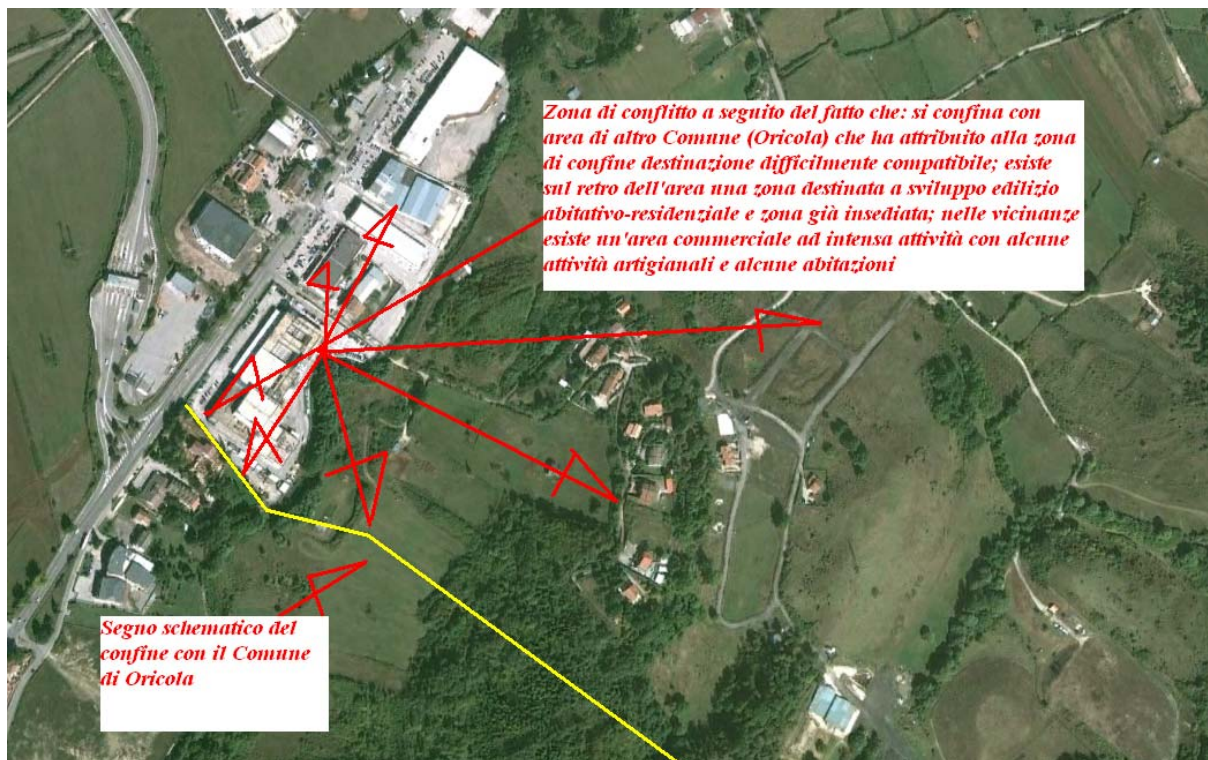 Zona di conflitto a seguito del fatto che: si confina con
area di altro Comune (Oricola) che ha attribuito alla zona
di confine destinazione difficilmente compatibile; esiste
sul retro dell'area una zona destinata a sviluppo edilizio
abitativo-residenziale e zona già insediata; nelle vicinanze
esiste un'area commerciale ad intensa attività con alcune
attività artigianali e alcune abitazioni
Segno schematico del
confine con il Comune
di Oricola